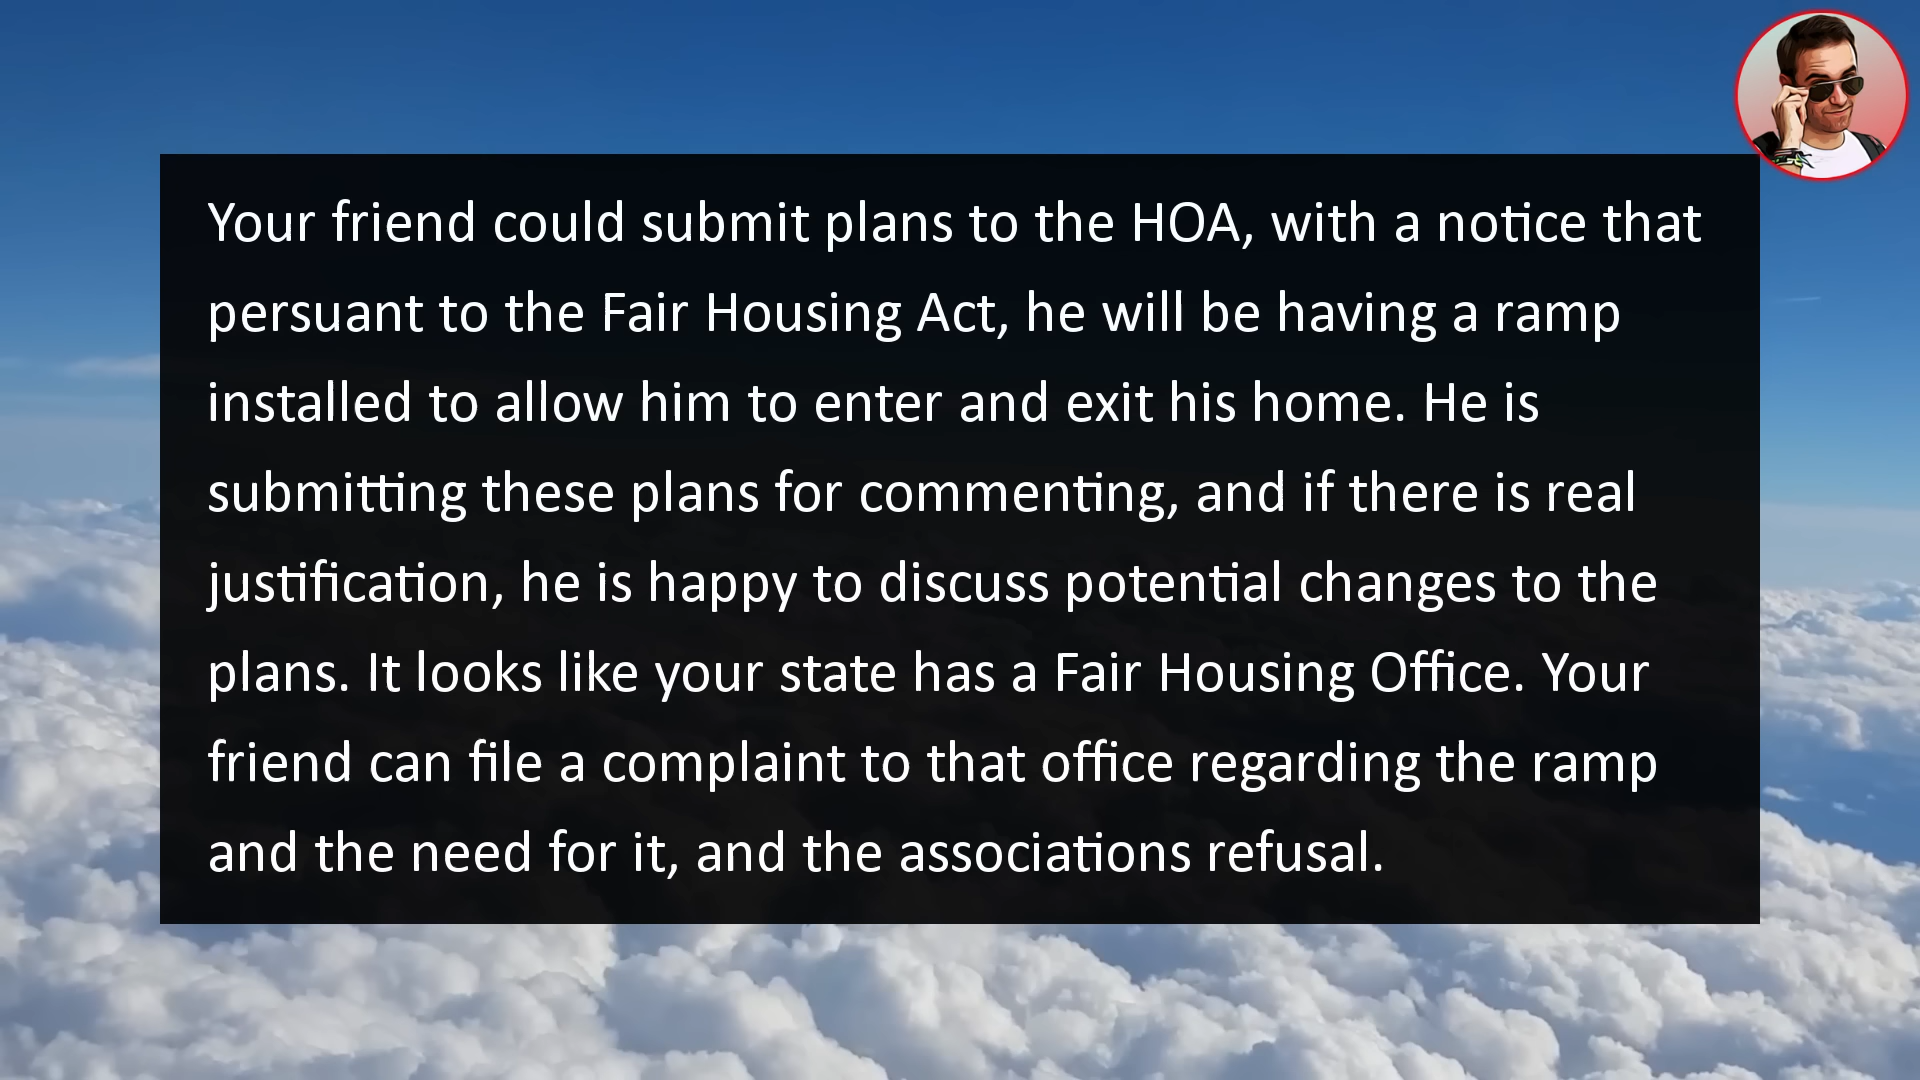 Your friend could submit plans to the HOA, with a notice that
persuant to the Fair Housing Act, he will be having a ramp
installed to allow him to enter and exit his home. He is
submitting these plans for commenting, and if there is real
justification, he is happy to discuss potential changes to the
plans. It looks like your state has a Fair Housing Office. Your
friend can file a complaint to that office regarding the ramp
and the need for it, and the associations refusal.